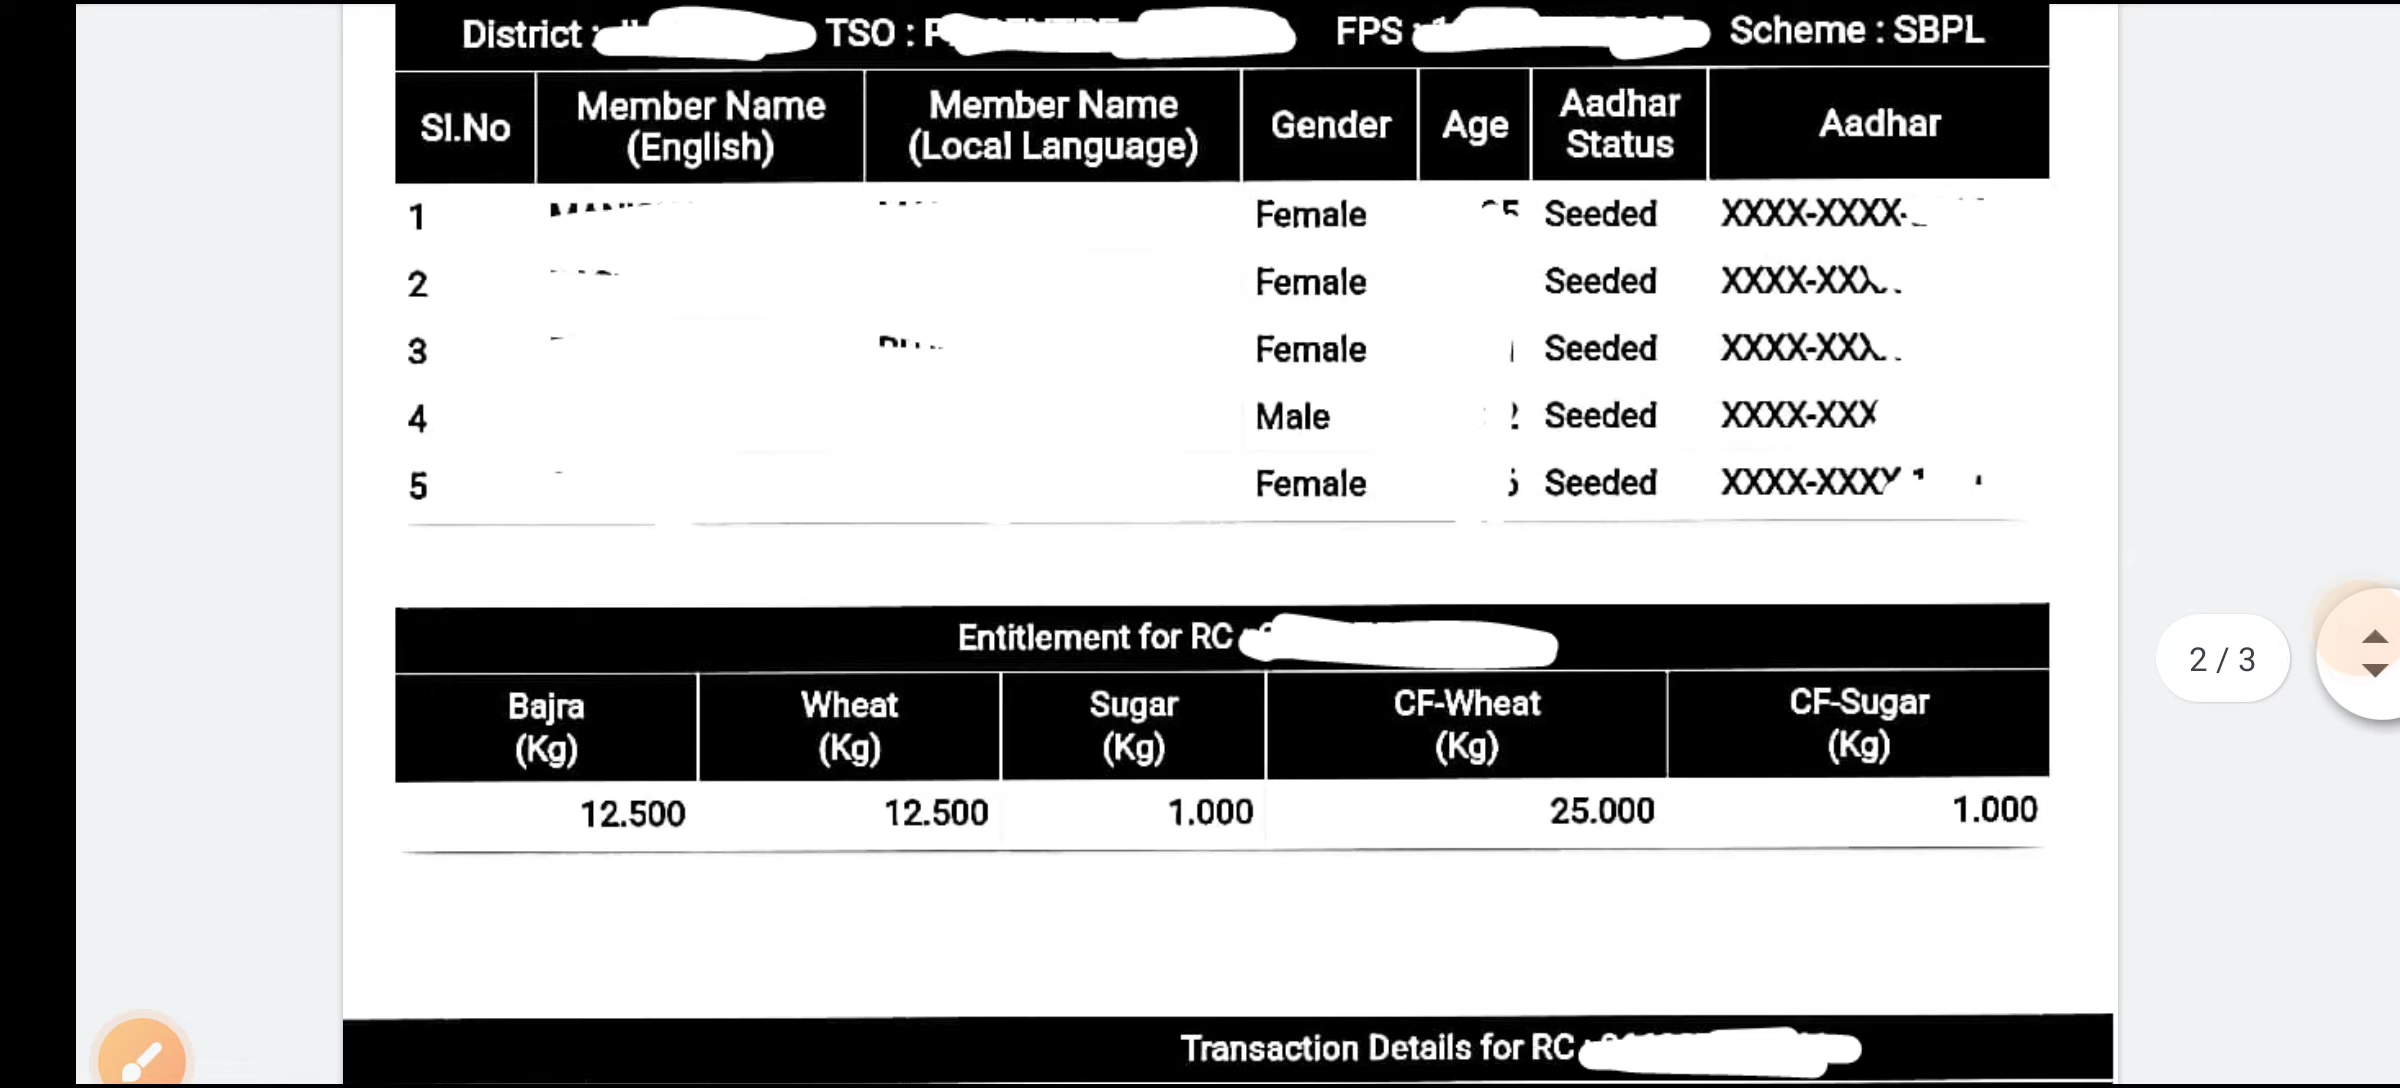 District : TSO : FPS : Scheme : SBPL
Sl.No Member Name (English) Member Name (Local Language) Gender Age Aadhar Status Aadhar
1 Female Seeded XXXX-XXXX-
2 Female Seeded XXXX-XX
3 Female Seeded XXXX-XX
4 Male Seeded XXXX-XXX
5 Female Seeded XXXX-XXX
Entitlement for RC
Bajra (Kg) Wheat (Kg) Sugar (Kg) CF-Wheat (Kg) CF-Sugar (Kg)
12.500 12.500 1.000 25.000 1.000
2 / 3
Transaction Details for RC